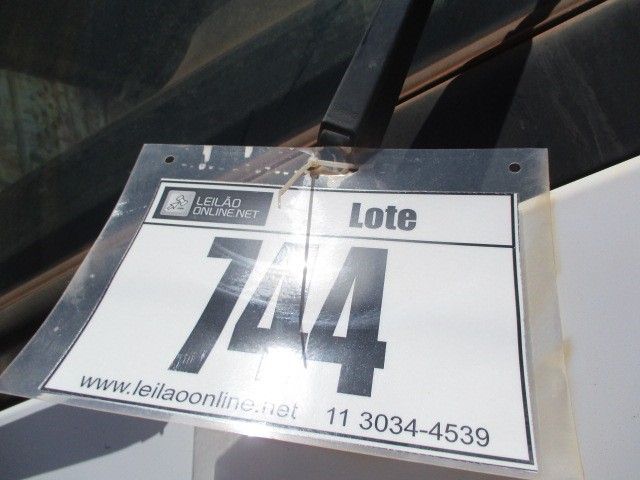 LEILÃO
ONLINE.NET
Lote
744
www.leilaoonline.net 11 3034-4539